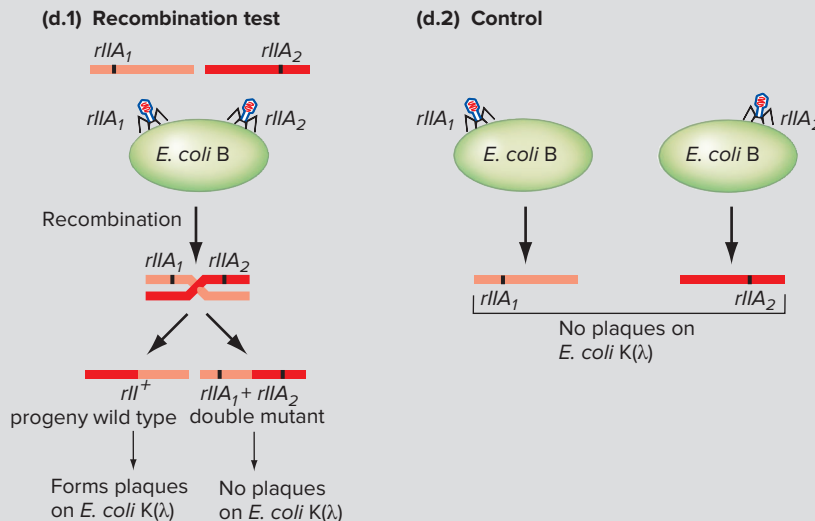 (d.1) Recombination test
rIIA₁
rIIA₂
rIIA₁
rIIA₂
E. coli B
Recombination
rIIA₁
rIIA₂
rII⁺
rIIA₁ + rIIA₂
progeny wild type
double mutant
Forms plaques
on E. coli K(λ)
No plaques
on E. coli K(λ)
(d.2) Control
rIIA₁
rIIA₂
E. coli B
E. coli B
rIIA₁
rIIA₂
No plaques on
E. coli K(λ)